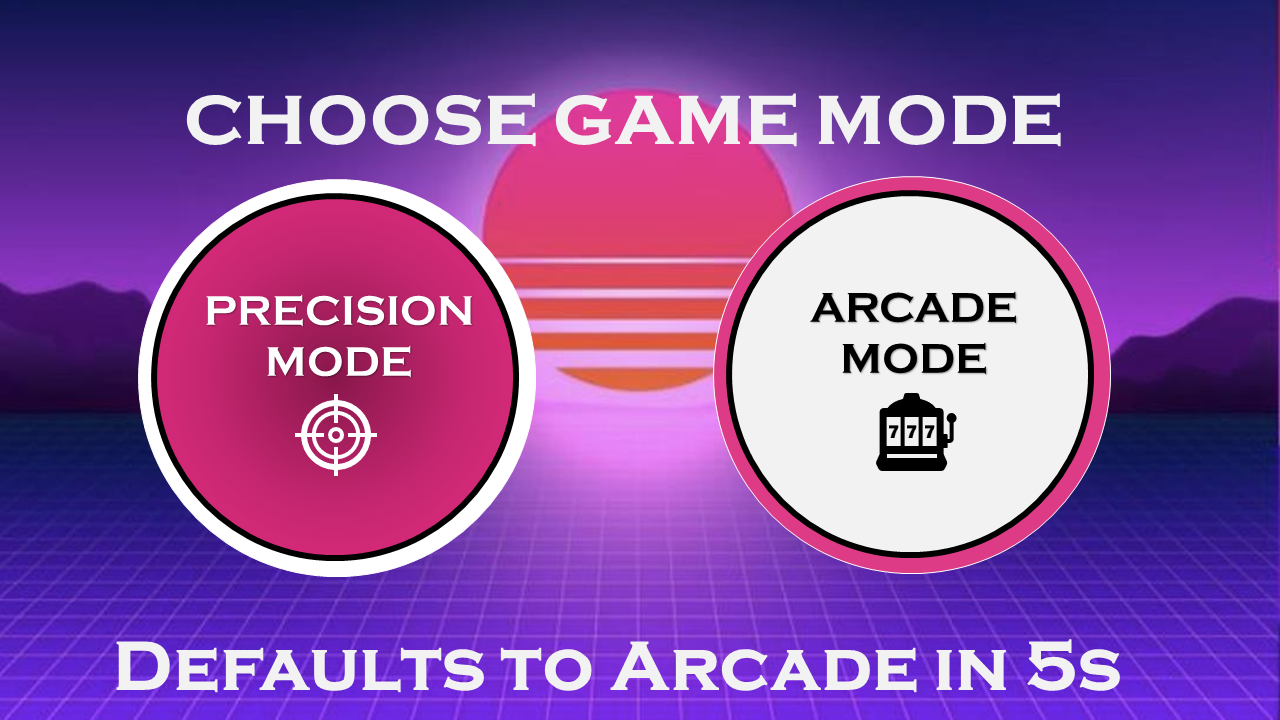 CHOOSE GAME MODE
PRECISION
MODE
ARCADE
MODE
777
Defaults to Arcade in 5s